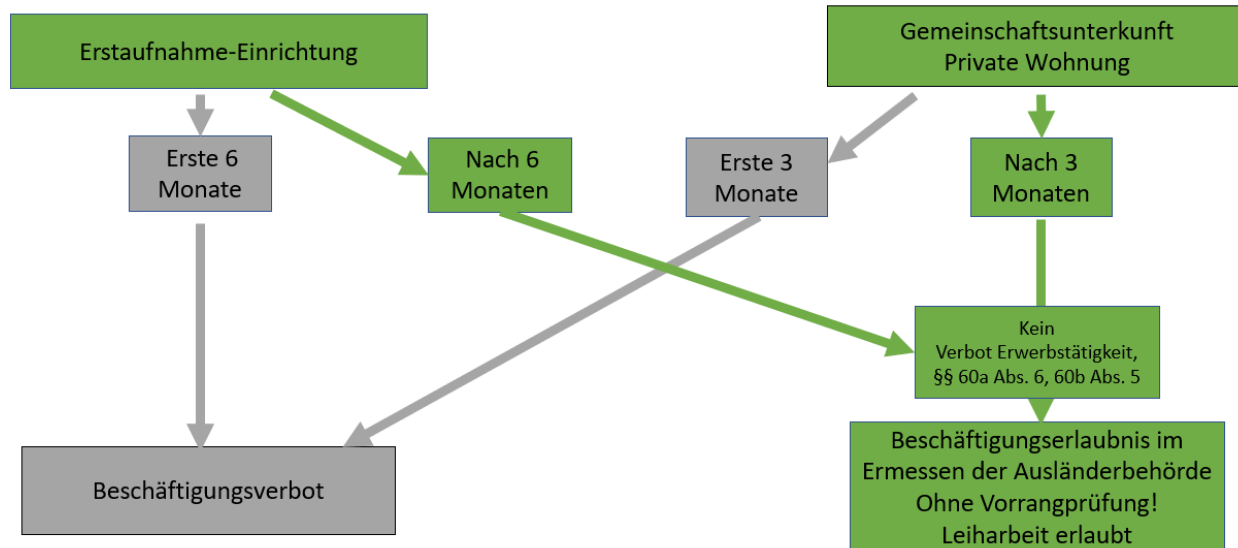 Erstaufnahme-Einrichtung
Gemeinschaftsunterkunft
Private Wohnung
Erste 6
Monate
Nach 6
Monaten
Erste 3
Monate
Nach 3
Monaten
Kein
Verbot Erwerbstätigkeit,
§§ 60a Abs. 6, 60b Abs. 5
Beschäftigungsverbot
Beschäftigungserlaubnis im
Ermessen der Ausländerbehörde
Ohne Vorrangprüfung!
Leiharbeit erlaubt